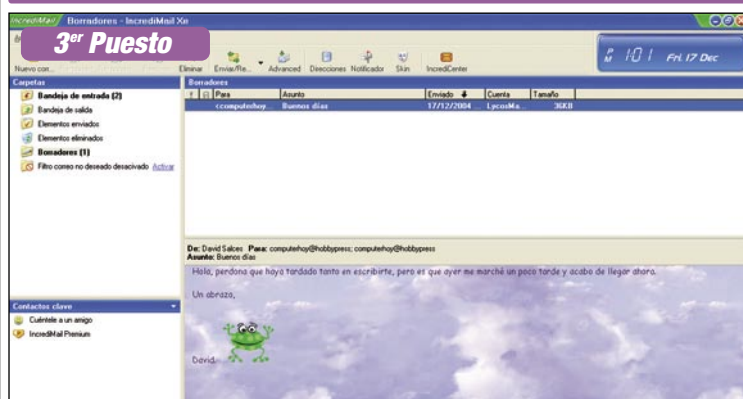 IncrediMail Borradores - IncrediMail Xe
3er Puesto
PM 1:01 Fri. 17 Dec
Nuevo corr... Eliminar Enviar/Re... Advanced Direcciones Notificador Skin IncrediCenter
Carpetas
Bandeja de entrada (2)
Bandeja de salida
Elementos enviados
Elementos eliminados
Borradores (1)
Filtro correo no deseado desacivado Activar
Borradores
! Para Asunto Enviado Cuenta Tamaño
<computerhoy... Buenos días 17/12/2004 ... LycosMa... 36KB
De: David Salces Para: computerhoy@hobbypress; computerhoy@hobbypress
Asunto: Buenos días
Hola, perdona que haya tardado tanto en escribirte, pero es que ayer me marché un poco tarde y acabo de llegar ahora.
Un abrazo,
David.
Contactos clave
Cuéntele a un amigo
IncrediMail Premium